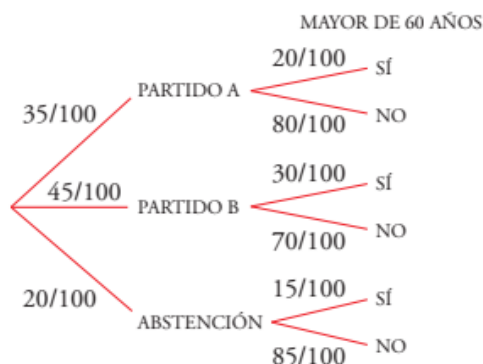 MAYOR DE 60 AÑOS
20/100
SÍ
PARTIDO A
35/100
80/100
NO
30/100
SÍ
45/100
PARTIDO B
70/100
NO
15/100
SÍ
20/100
ABSTENCIÓN
85/100
NO